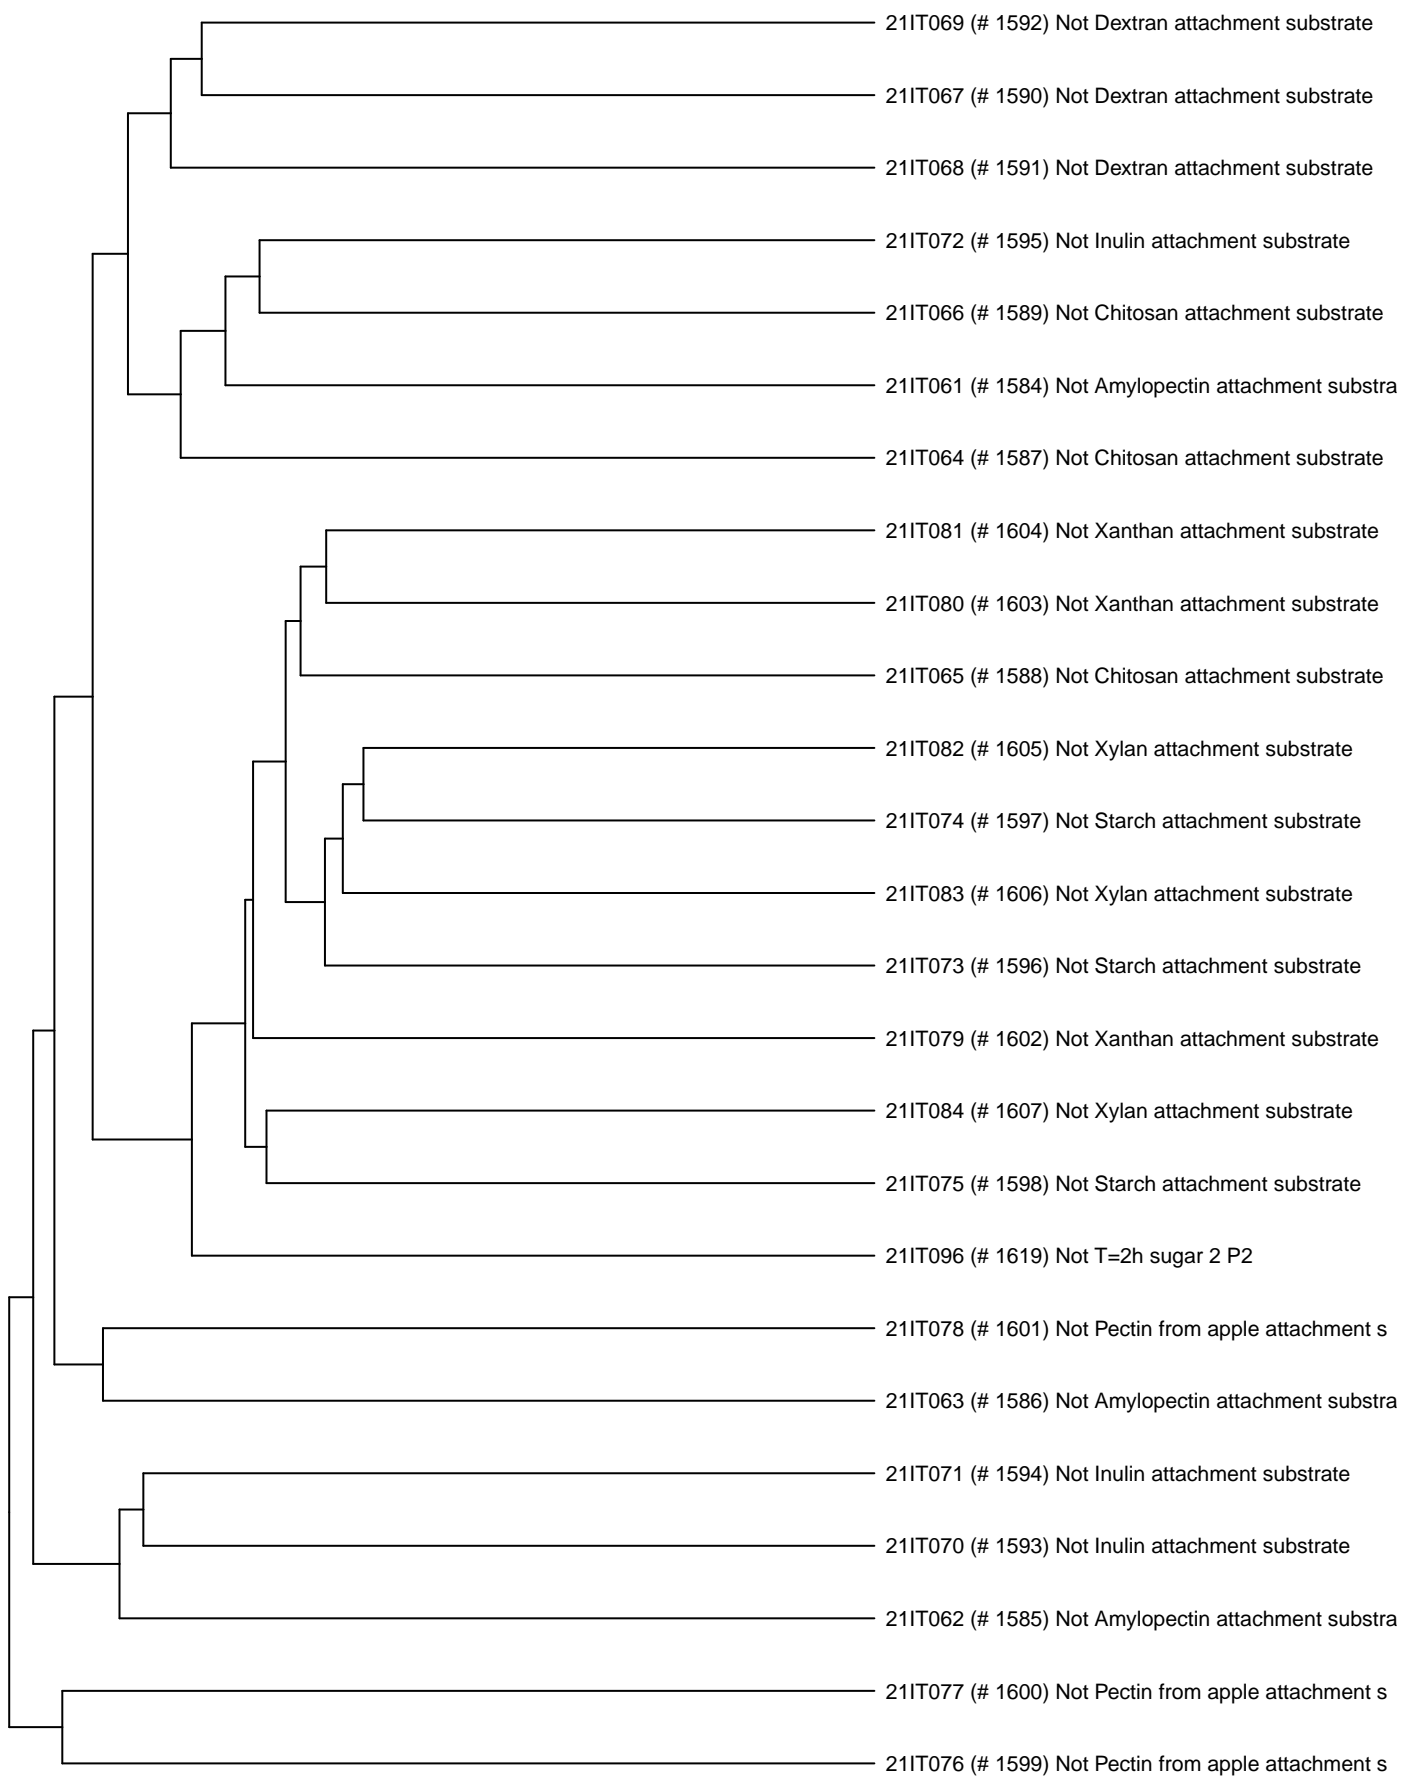 21IT069 (# 1592) Not Dextran attachment substrate
21IT067 (# 1590) Not Dextran attachment substrate
21IT068 (# 1591) Not Dextran attachment substrate
21IT072 (# 1595) Not Inulin attachment substrate
21IT066 (# 1589) Not Chitosan attachment substrate
21IT061 (# 1584) Not Amylopectin attachment substra
21IT064 (# 1587) Not Chitosan attachment substrate
21IT081 (# 1604) Not Xanthan attachment substrate
21IT080 (# 1603) Not Xanthan attachment substrate
21IT065 (# 1588) Not Chitosan attachment substrate
21IT082 (# 1605) Not Xylan attachment substrate
21IT074 (# 1597) Not Starch attachment substrate
21IT083 (# 1606) Not Xylan attachment substrate
21IT073 (# 1596) Not Starch attachment substrate
21IT079 (# 1602) Not Xanthan attachment substrate
21IT084 (# 1607) Not Xylan attachment substrate
21IT075 (# 1598) Not Starch attachment substrate
21IT096 (# 1619) Not T=2h sugar 2 P2
21IT078 (# 1601) Not Pectin from apple attachment s
21IT063 (# 1586) Not Amylopectin attachment substra
21IT071 (# 1594) Not Inulin attachment substrate
21IT070 (# 1593) Not Inulin attachment substrate
21IT062 (# 1585) Not Amylopectin attachment substra
21IT077 (# 1600) Not Pectin from apple attachment s
21IT076 (# 1599) Not Pectin from apple attachment s